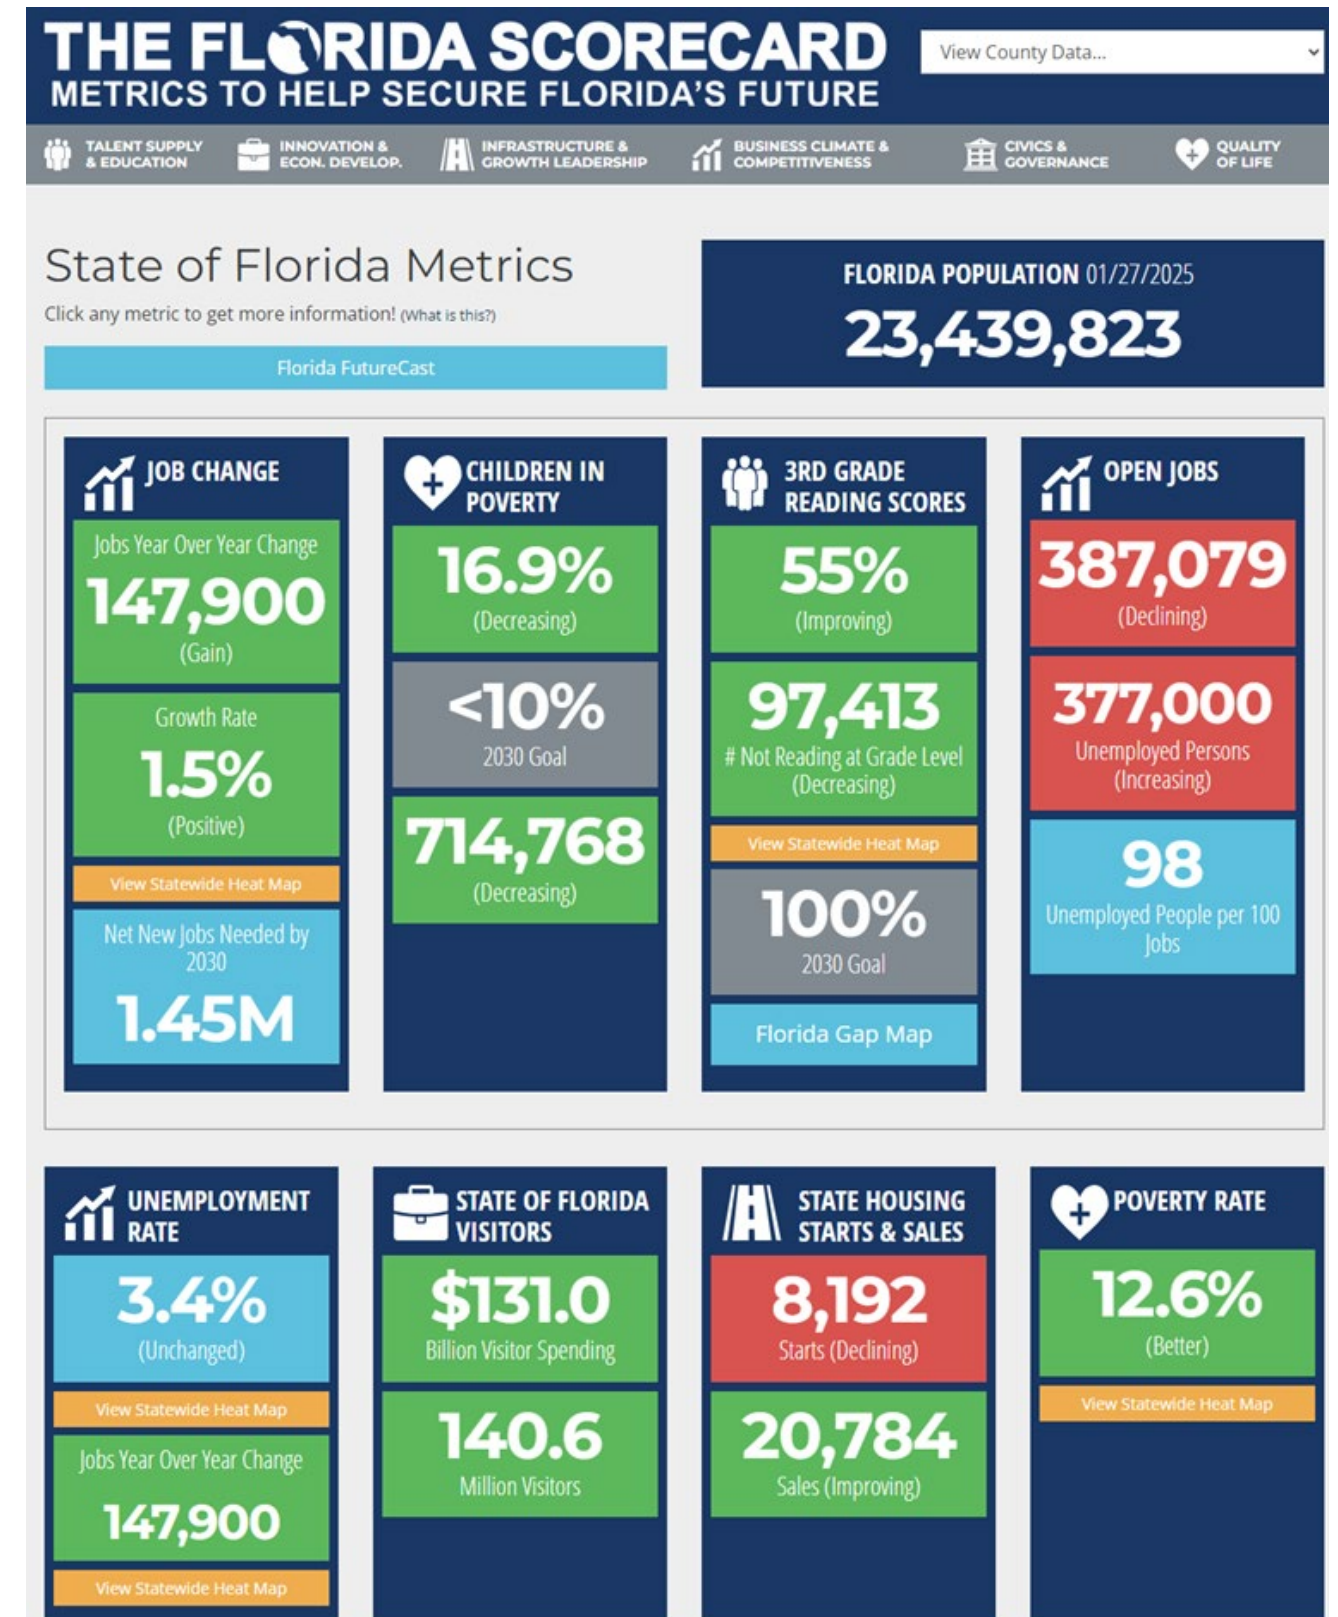 THE FLORIDA SCORECARD
METRICS TO HELP SECURE FLORIDA'S FUTURE
View County Data...
TALENT SUPPLY
& EDUCATION
INNOVATION &
ECON. DEVELOP.
INFRASTRUCTURE &
GROWTH LEADERSHIP
BUSINESS CLIMATE &
COMPETITIVENESS
CIVICS &
GOVERNANCE
QUALITY
OF LIFE
State of Florida Metrics
Click any metric to get more information! (What is this?)
Florida FutureCast
FLORIDA POPULATION 01/27/2025
23,439,823
JOB CHANGE
Jobs Year Over Year Change
147,900
(Gain)
Growth Rate
1.5%
(Positive)
View Statewide Heat Map
Net New Jobs Needed by
2030
1.45M
CHILDREN IN
POVERTY
16.9%
(Decreasing)
<10%
2030 Goal
714,768
(Decreasing)
3RD GRADE
READING SCORES
55%
(Improving)
97,413
# Not Reading at Grade Level
(Decreasing)
View Statewide Heat Map
100%
2030 Goal
Florida Gap Map
OPEN JOBS
387,079
(Declining)
377,000
Unemployed Persons
(Increasing)
98
Unemployed People per 100
Jobs
UNEMPLOYMENT
RATE
3.4%
(Unchanged)
View Statewide Heat Map
Jobs Year Over Year Change
147,900
View Statewide Heat Map
STATE OF FLORIDA
VISITORS
$131.0
Billion Visitor Spending
140.6
Million Visitors
STATE HOUSING
STARTS & SALES
8,192
Starts (Declining)
20,784
Sales (Improving)
POVERTY RATE
12.6%
(Better)
View Statewide Heat Map